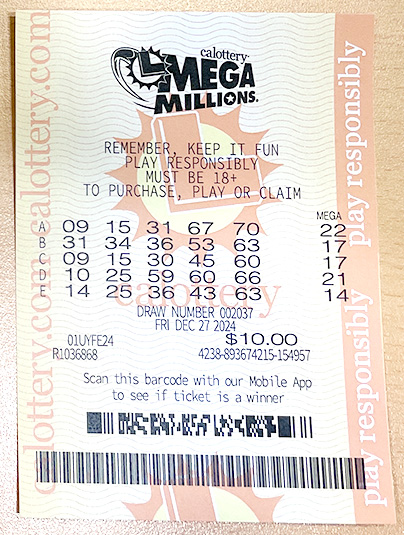 calottery
MEGA
MILLIONS.
REMEMBER, KEEP IT FUN
PLAY RESPONSIBLY
MUST BE 18+
TO PURCHASE, PLAY OR CLAIM
MEGA
A 09 15 31 67 70 22
B 31 34 36 53 63 17
C 09 15 30 45 60 17
D 10 25 59 60 66 21
E 14 25 36 43 63 14
calottery
DRAW NUMBER 002037
FRI DEC 27 2024
01UYFE24 $10.00
R1036868 4238-893674215-154957
Scan this barcode with our Mobile App
to see if ticket is a winner
calottery.com
calottery.com
play responsibly
play responsibly